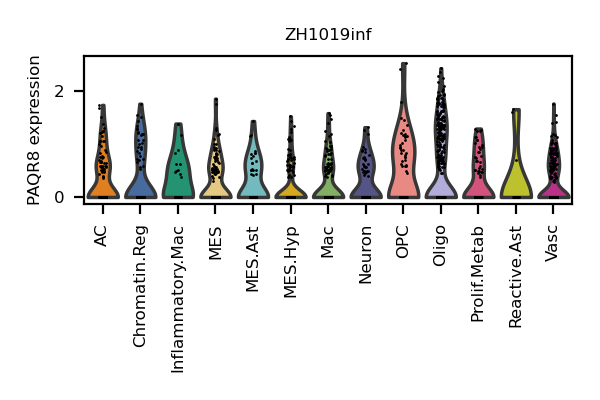 ZH1019inf
PAQR8 expression
2
0
AC
Chromatin.Reg
Inflammatory.Mac
MES
MES.Ast
MES.Hyp
Mac
Neuron
OPC
Oligo
Prolif.Metab
Reactive.Ast
Vasc